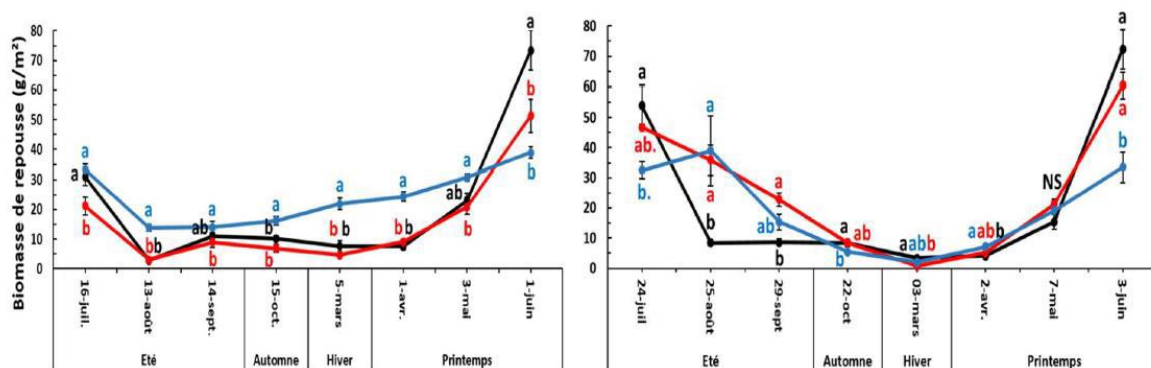 Biomasse de repousse (g/m²)
80
70
60
50
40
30
20
10
0
a
b
a
a
a
a
a
a
a
b
b
a
ab
b b
b b
b b
ab
b b
b
b
b
16-juil.
13-août
14-sept.
15-oct.
5-mars
1-avr.
3-mai
1-juin
Eté
Automne
Hiver
Printemps
80
70
60
50
40
30
20
10
0
a
a
a
ab.
b.
a
b
a
ab
b
a ab
b
a ab b
a ab b
NS
a
b
24-juil
25-août
29-sept
22-oct
03-mars
2-avr.
7-mai
3-juin
Eté
Automne
Hiver
Printemps